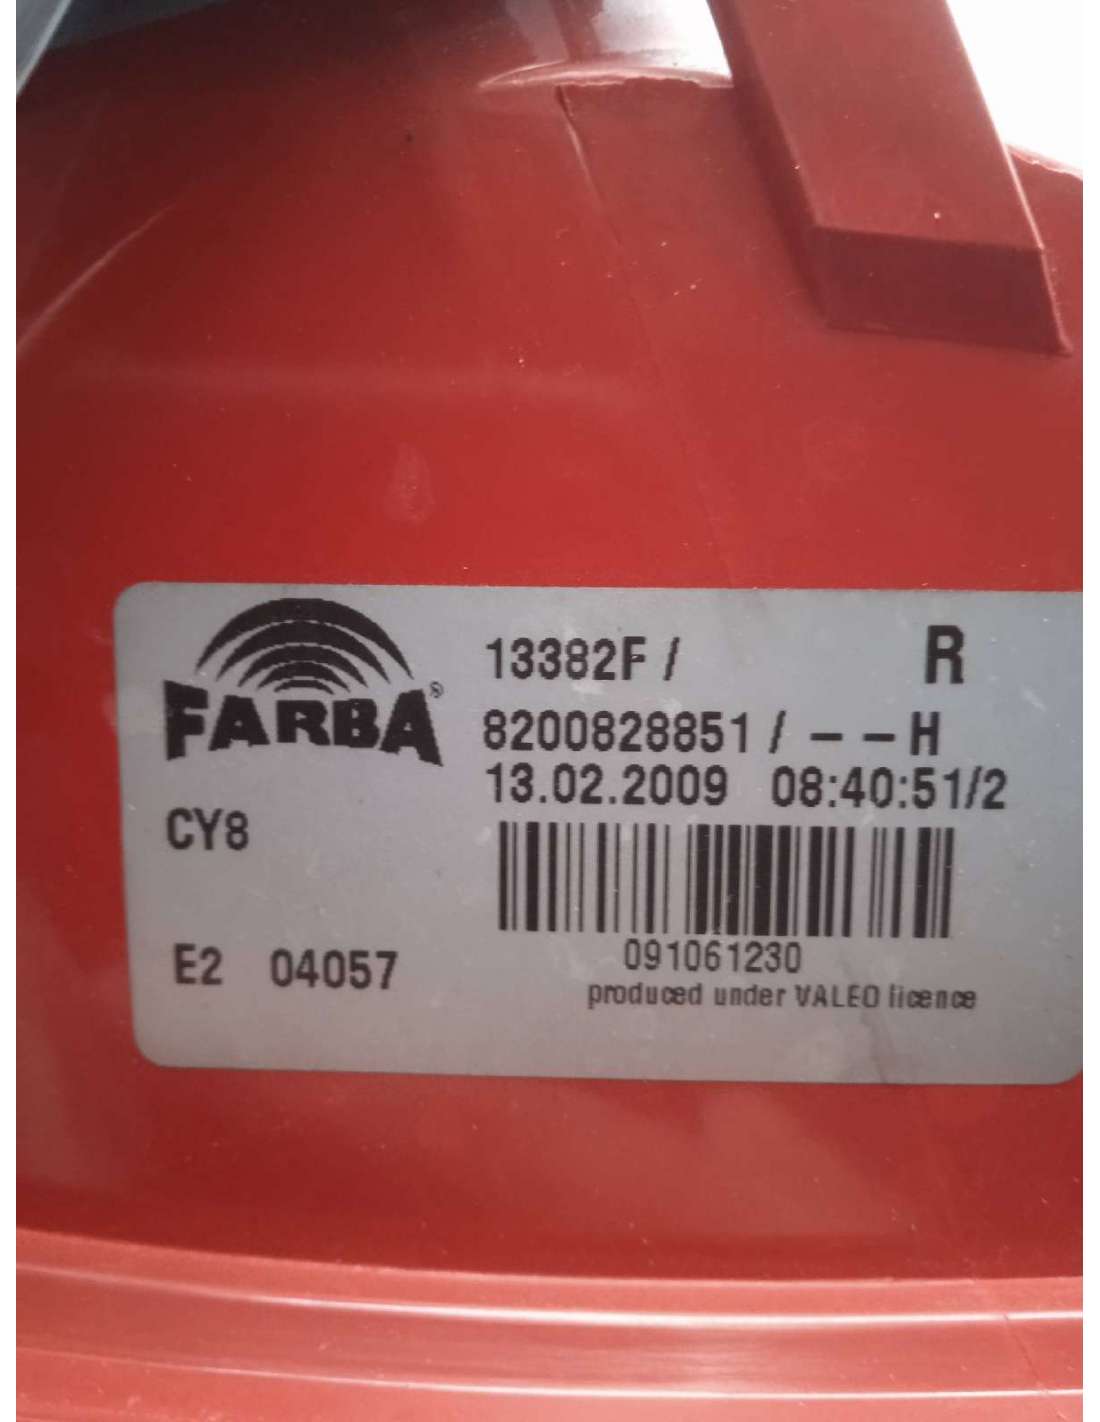 FARBA®
13382F / R
8200828851 / – – H
13.02.2009 08:40:51/2
CY8
091061230
E2 04057
produced under VALEO licence